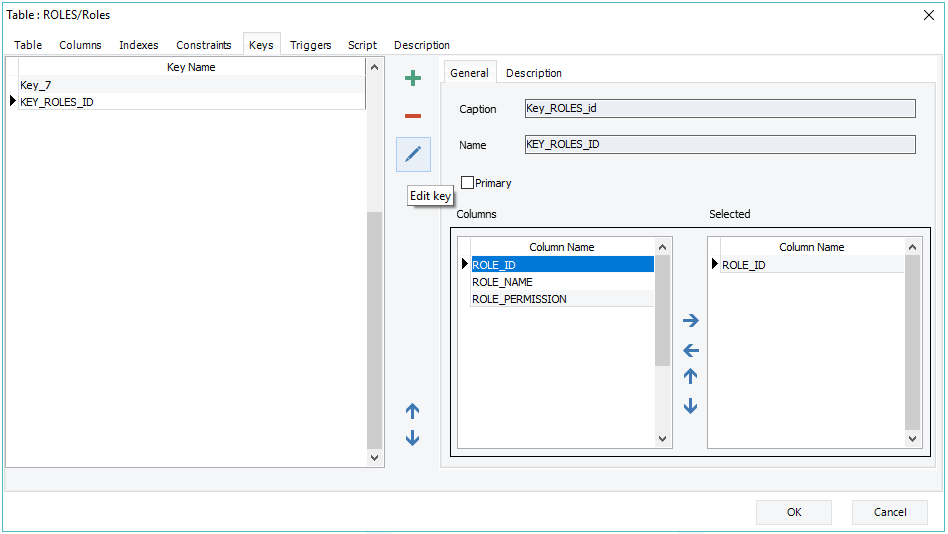 Table : ROLES/Roles
Table Columns Indexes Constraints Keys Triggers Script Description
Key Name
Key_7
KEY_ROLES_ID
Edit key
General Description
Caption Key_ROLES_id
Name KEY_ROLES_ID
Primary
Columns Selected
Column Name Column Name
ROLE_ID ROLE_ID
ROLE_NAME
ROLE_PERMISSION
OK Cancel